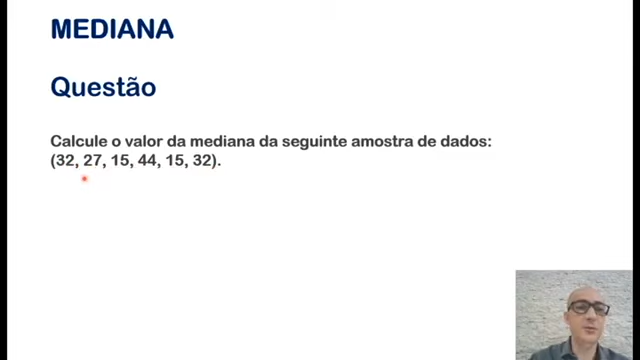 MEDIANA
Questão
Calcule o valor da mediana da seguinte amostra de dados:
(32, 27, 15, 44, 15, 32).